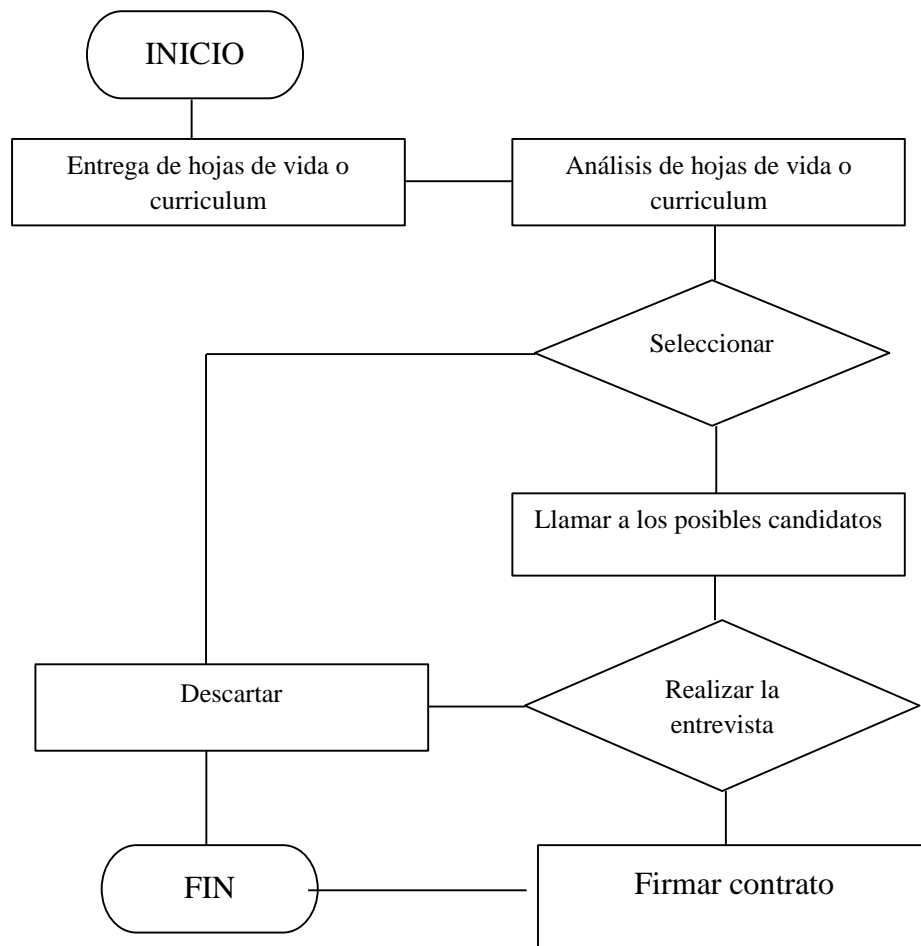 INICIO
Entrega de hojas de vida o
curriculum
Análisis de hojas de vida o
curriculum
Seleccionar
Llamar a los posibles candidatos
Descartar
Realizar la
entrevista
FIN
Firmar contrato